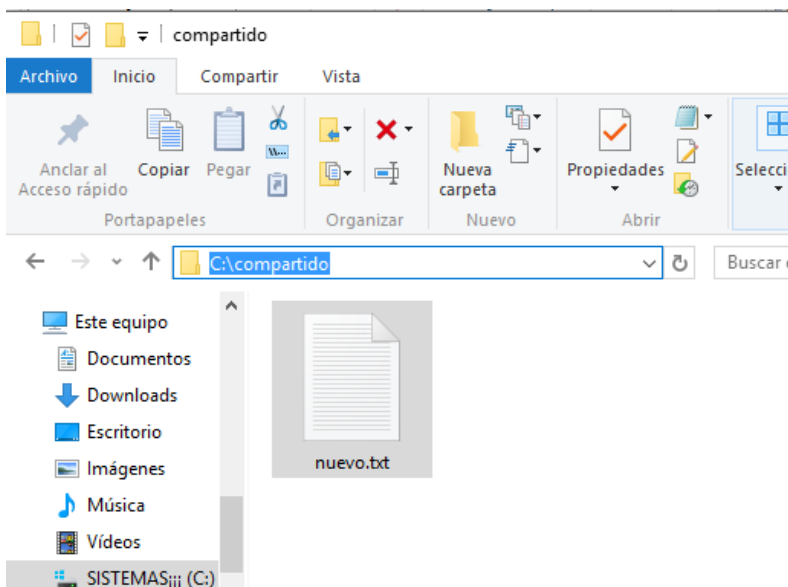 compartido
Archivo Inicio Compartir Vista
Anclar al
Acceso rápido
Copiar
Pegar
Nueva
carpeta
Propiedades
Portapapeles Organizar Nuevo Abrir
C:\compartido
Buscar
Este equipo
Documentos
Downloads
Escritorio
Imágenes
Música
Vídeos
SISTEMAS¡¡¡ (C:)
nuevo.txt